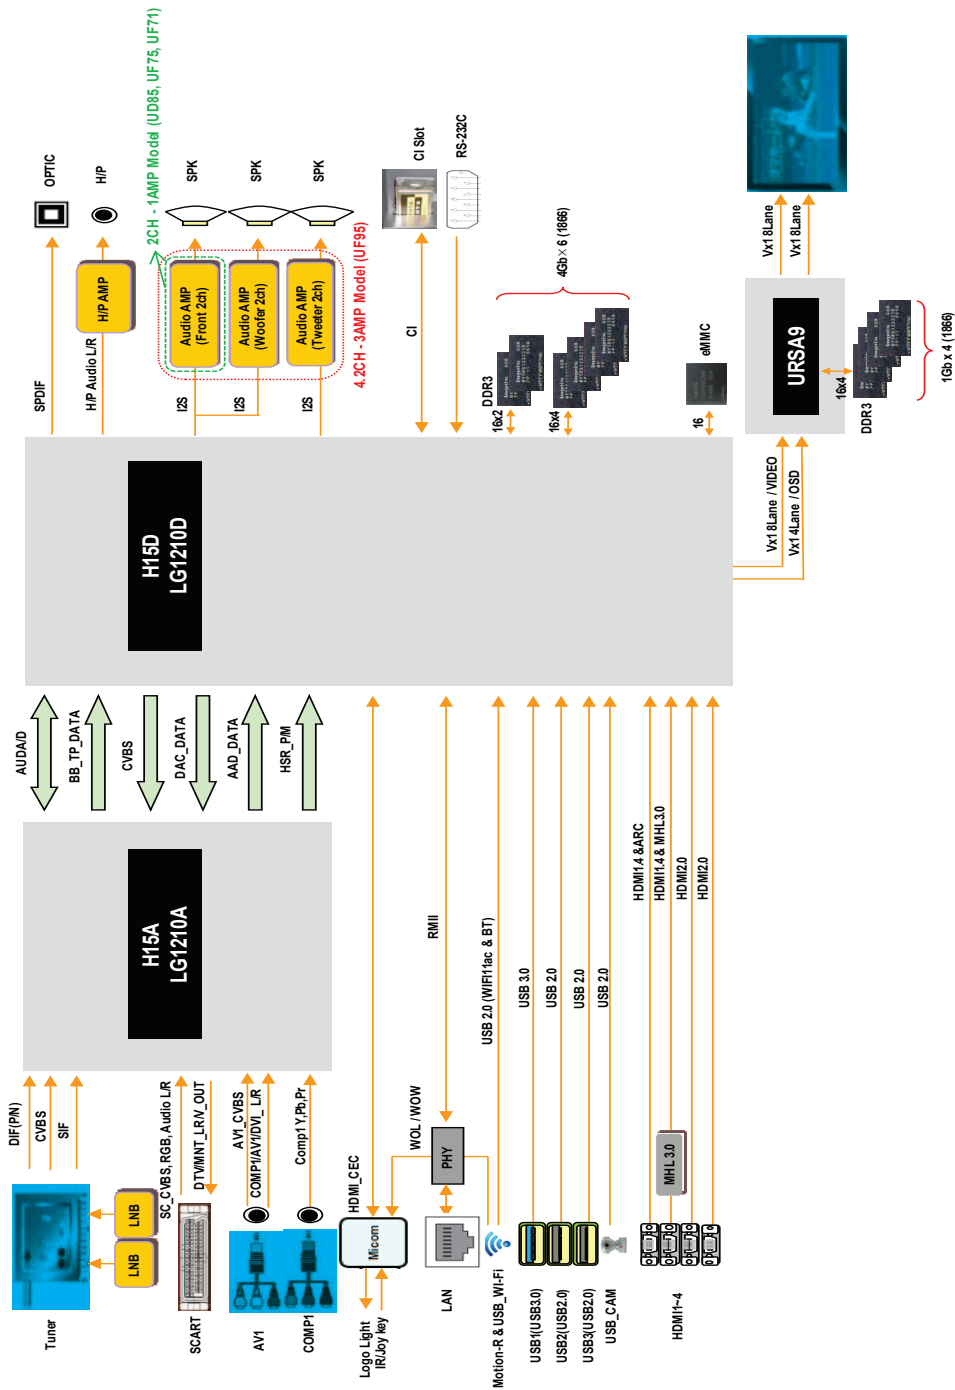 Tuner
LNB
LNB
DIF(P/N)
CVBS
SIF
SCART
SC_CVBS, RGB, Audio L/R
DTV/MNT_LR/V_OUT
AV1
AV1_CVBS
COMP1/AV1/DVI_ L/R
COMP1
Comp1 Y,Pb,Pr
Logo Light
IR/Joy key
Micom
HDMI_CEC
WOL / WOW
LAN
PHY
RMII
Motion-R & USB_WI-Fi
USB 2.0 (WIFI11ac & BT)
USB1(USB3.0)
USB 3.0
USB2(USB2.0)
USB 2.0
USB3(USB2.0)
USB 2.0
USB_CAM
USB 2.0
HDMI1~4
MHL 3.0
HDMI1.4 &ARC
HDMI1.4 & MHL3.0
HDMI2.0
HDMI2.0
H15A
LG1210A
AUDA/D
BB_TP_DATA
CVBS
DAC_DATA
AAD_DATA
HSR_P/M
H15D
LG1210D
SPDIF
OPTIC
H/P Audio L/R
H/P AMP
H/P
2CH - 1AMP Model (UD85, UF75, UF71)
I2S
Audio AMP
(Front 2ch)
SPK
I2S
Audio AMP
(Woofer 2ch)
SPK
I2S
Audio AMP
(Tweeter 2ch)
SPK
4.2CH - 3AMP Model (UF95)
CI
CI Slot
RS-232C
DDR3
16x2
16x4
4Gb× 6 (1866)
16
eMMC
Vx1 8Lane / VIDEO
Vx1 4Lane / OSD
URSA9
16x4
DDR3
1Gb x 4 (1866)
Vx1 8Lane
Vx1 8Lane